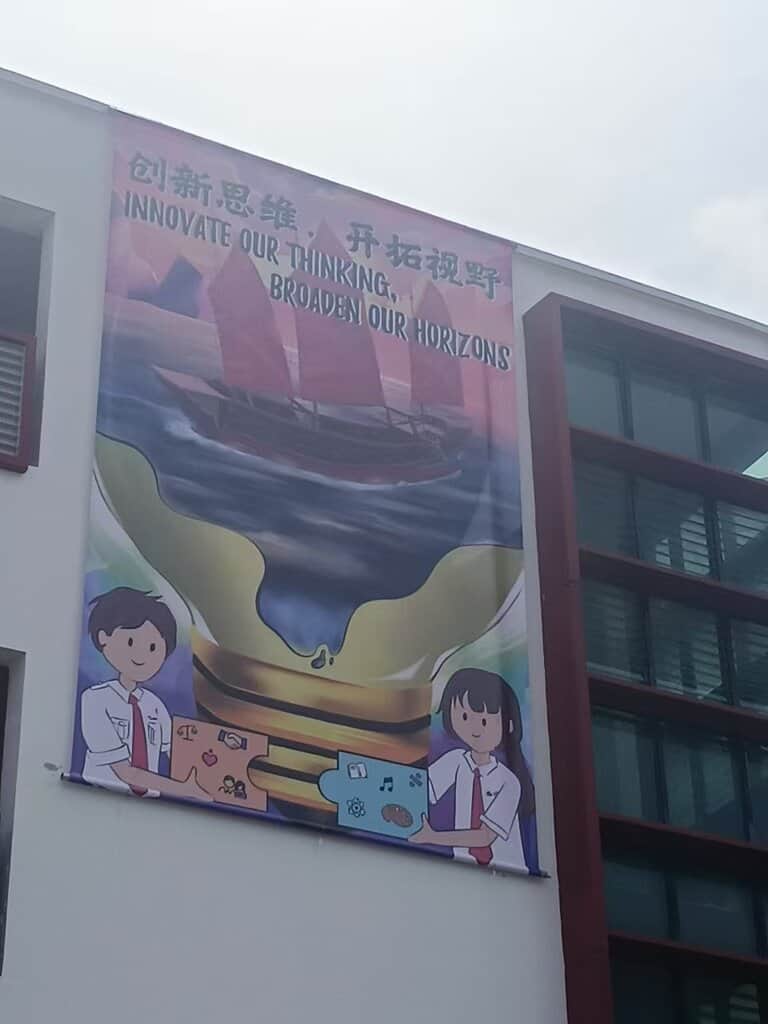 创新思维．开拓视野
INNOVATE OUR THINKING,
BROADEN OUR HORIZONS